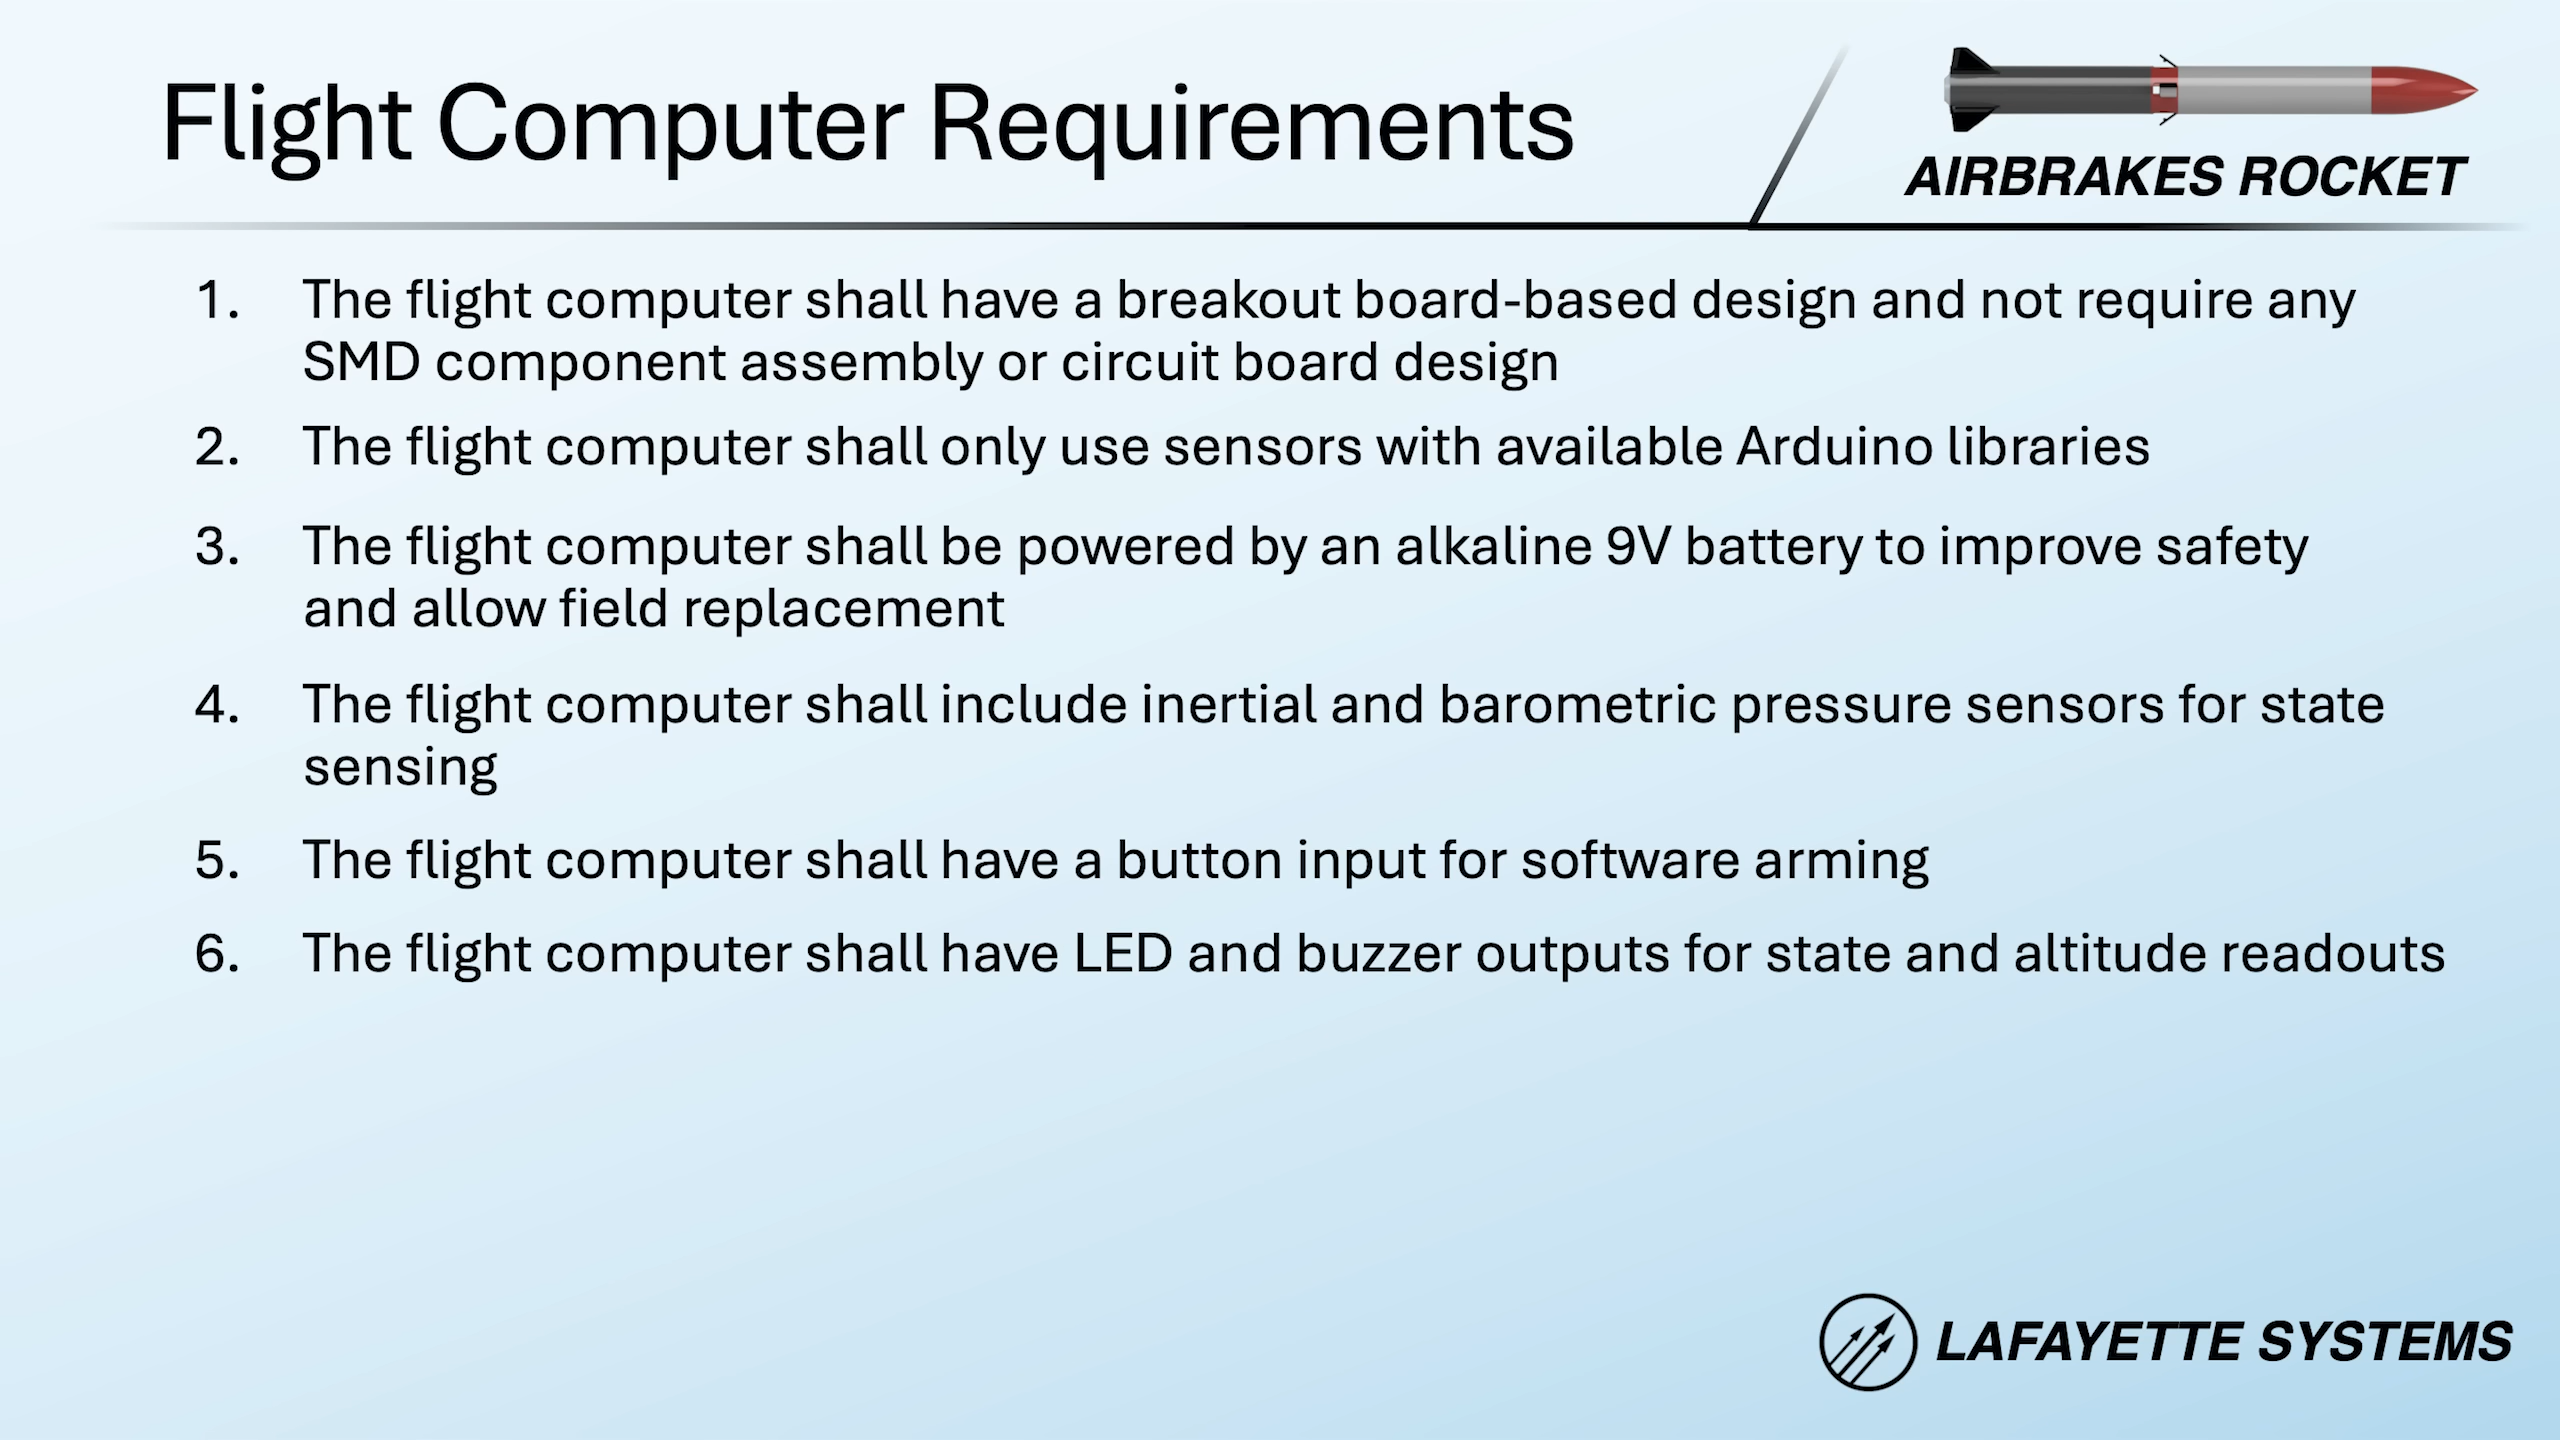 Flight Computer Requirements
AIRBRAKES ROCKET
1. The flight computer shall have a breakout board-based design and not require any
SMD component assembly or circuit board design
2. The flight computer shall only use sensors with available Arduino libraries
3. The flight computer shall be powered by an alkaline 9V battery to improve safety
and allow field replacement
4. The flight computer shall include inertial and barometric pressure sensors for state
sensing
5. The flight computer shall have a button input for software arming
6. The flight computer shall have LED and buzzer outputs for state and altitude readouts
LAFAYETTE SYSTEMS